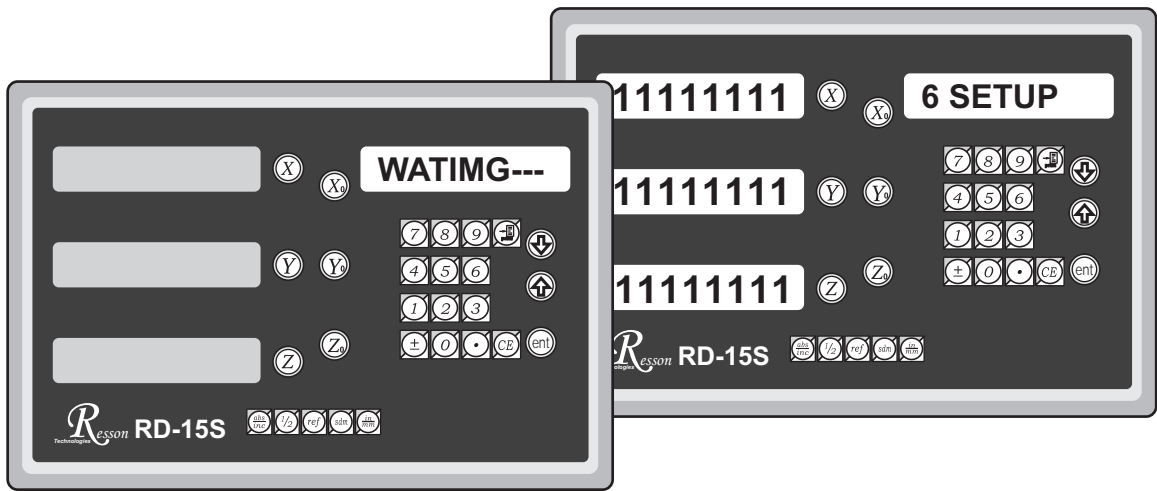 WATIMG---
X
X₀
7 8 9
Y
Y₀
4 5 6
1 2 3
Z
Z₀
± 0 • CE ent
Resson
Technologies
RD-15S
abs/inc 1/2 ref sdm in/mm
11111111
X
X₀
6 SETUP
7 8 9
11111111
Y
Y₀
4 5 6
1 2 3
11111111
Z
Z₀
± 0 • CE ent
Resson
ologies
RD-15S
abs/inc 1/2 ref sdm in/mm